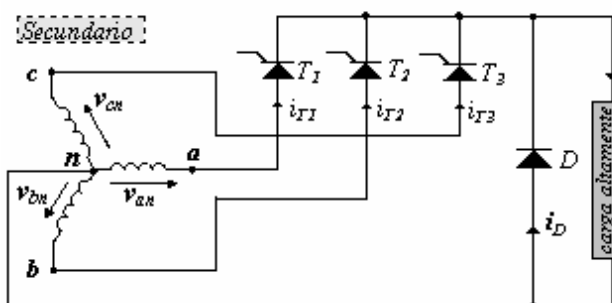 Secundario
c
v_cn
n
a
v_bn
v_an
b
T_1
T_2
T_3
i_T1
i_T2
i_T3
D
i_D
carga altamente